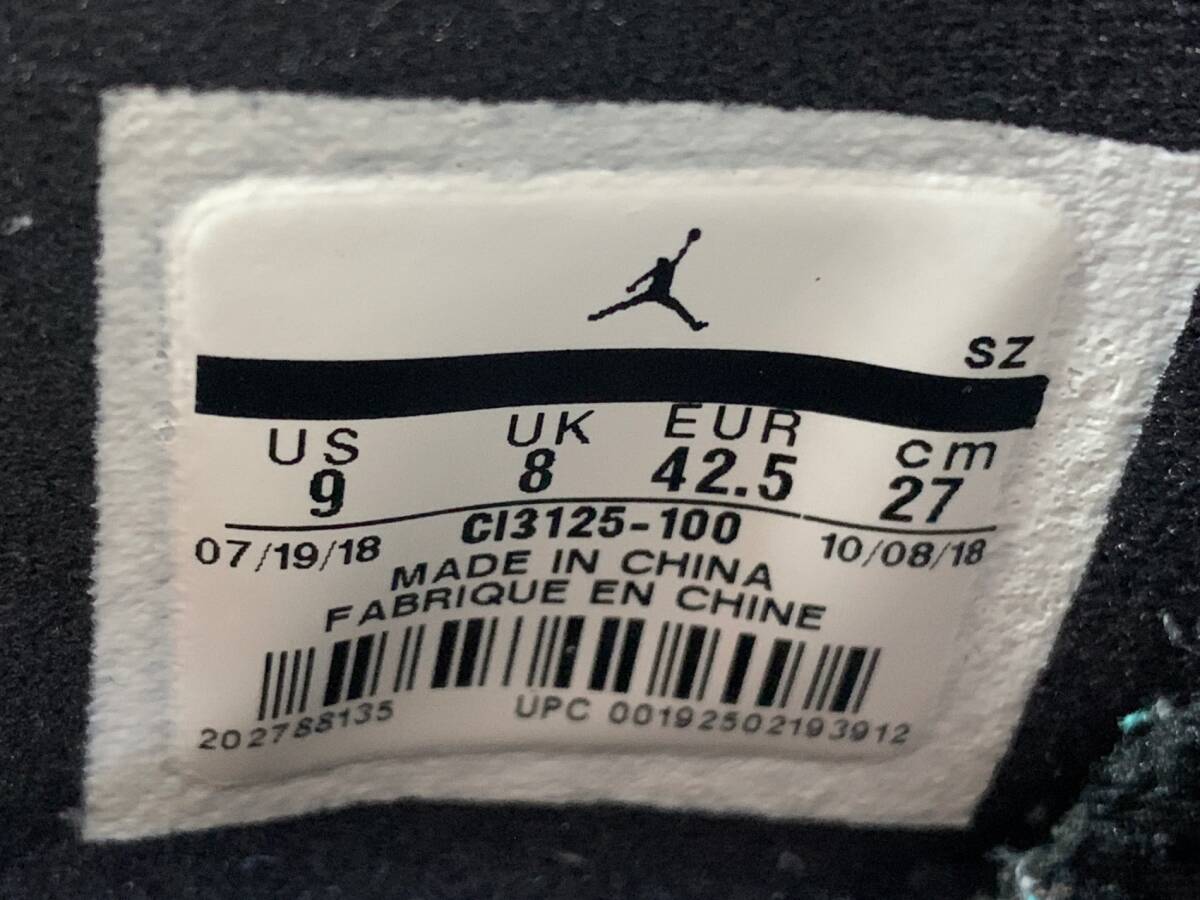 SZ
US UK EUR cm
9 8 42.5 27
07/19/18 CI3125-100 10/08/18
MADE IN CHINA
FABRIQUE EN CHINE
202788135 UPC 00192502193912